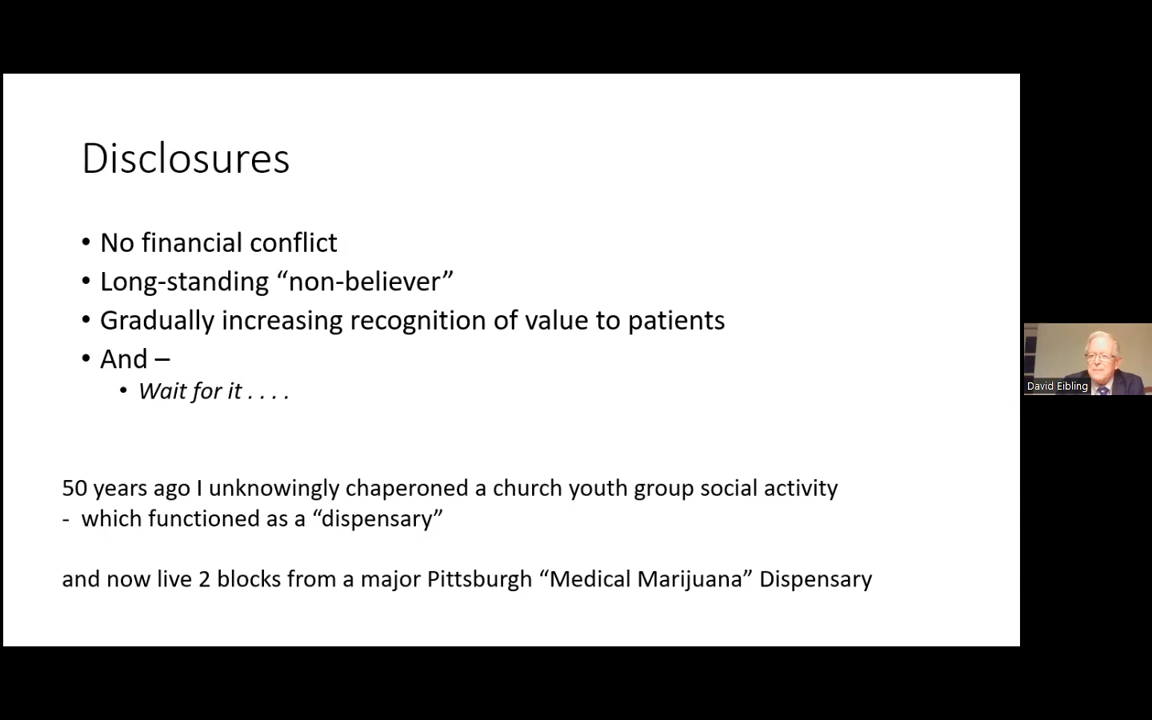 Disclosures
• No financial conflict
• Long-standing “non-believer”
• Gradually increasing recognition of value to patients
• And –
• Wait for it . . . .
50 years ago I unknowingly chaperoned a church youth group social activity
- which functioned as a “dispensary”
and now live 2 blocks from a major Pittsburgh “Medical Marijuana” Dispensary
David Eibling